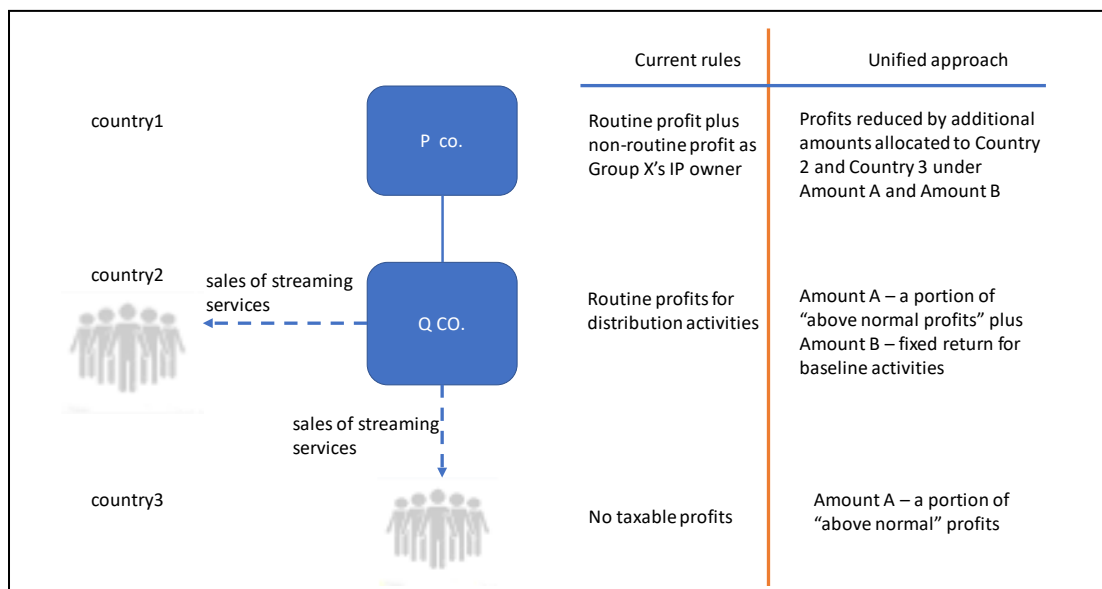 Current rules
Unified approach
country1
P co.
Routine profit plus
non-routine profit as
Group X's IP owner
Profits reduced by additional
amounts allocated to Country
2 and Country 3 under
Amount A and Amount B
country2
sales of streaming
services
Q CO.
Routine profits for
distribution activities
Amount A – a portion of
“above normal profits” plus
Amount B – fixed return for
baseline activities
sales of streaming
services
country3
No taxable profits
Amount A – a portion of
“above normal” profits